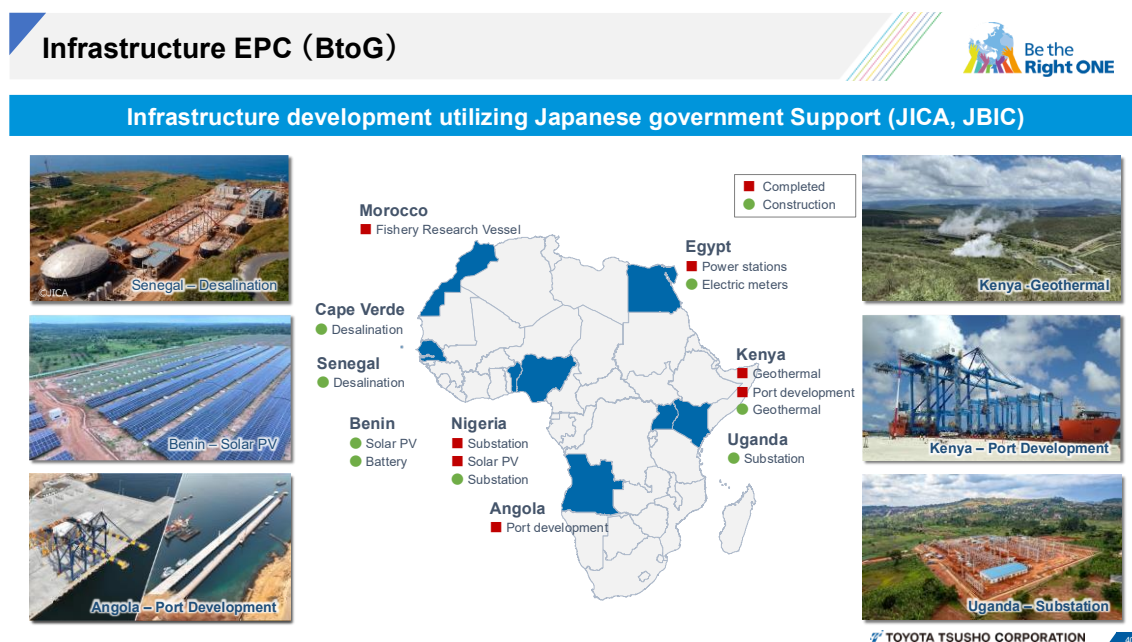 Infrastructure EPC（BtoG）
Be the
Right ONE
Infrastructure development utilizing Japanese government Support (JICA, JBIC)
©JICA
Senegal – Desalination
Benin – Solar PV
Angola – Port Development
Completed
Construction
Morocco
Fishery Research Vessel
Egypt
Power stations
Electric meters
Cape Verde
Desalination
Senegal
Desalination
Kenya
Geothermal
Port development
Geothermal
Benin
Solar PV
Battery
Nigeria
Substation
Solar PV
Substation
Uganda
Substation
Angola
Port development
Kenya -Geothermal
Kenya – Port Development
Uganda – Substation
TOYOTA TSUSHO CORPORATION